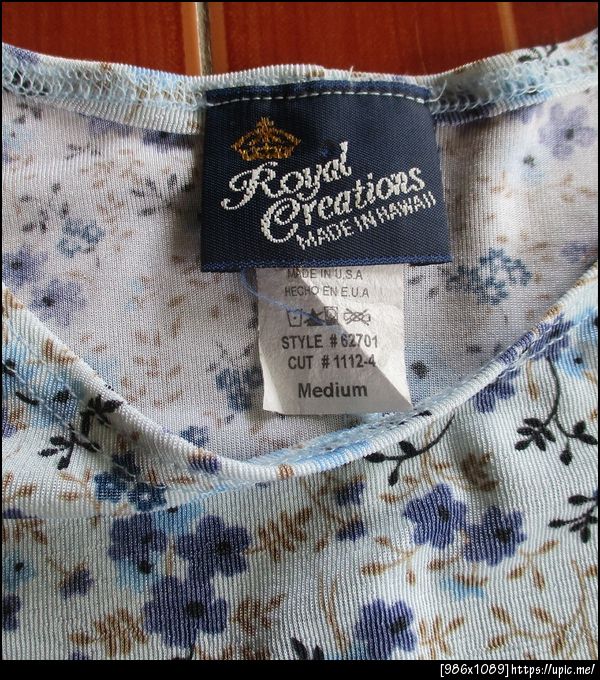 Royal
Creations
MADE IN HAWAII
MADE IN U.S.A
HECHO EN E.U.A
STYLE # 62701
CUT # 1112-4
Medium
[986x1089]https://upic.me/